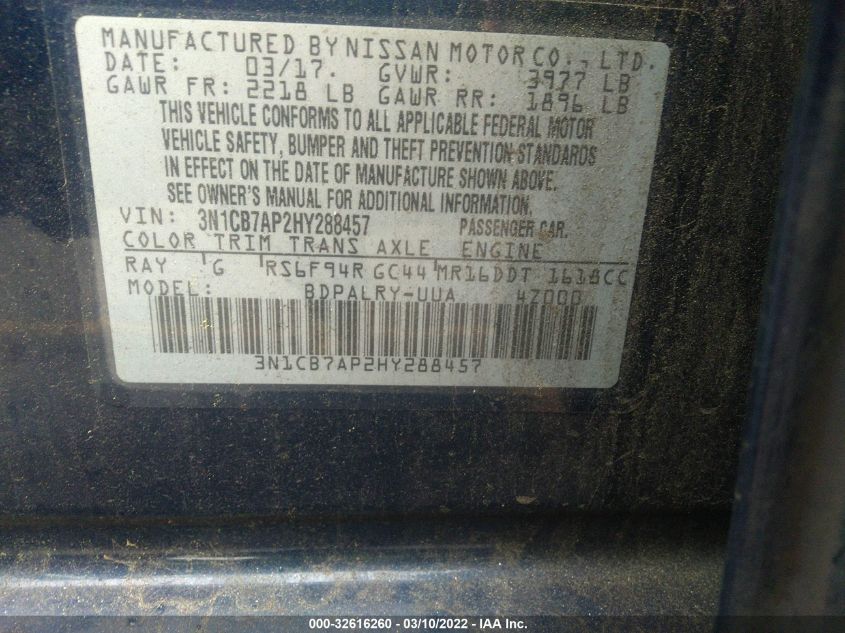 MANUFACTURED BY NISSAN MOTOR CO., LTD.
DATE: 03/17. GVWR: 3977 LB
GAWR FR: 2218 LB GAWR RR: 1896 LB
THIS VEHICLE CONFORMS TO ALL APPLICABLE FEDERAL MOTOR
VEHICLE SAFETY, BUMPER AND THEFT PREVENTION STANDARDS
IN EFFECT ON THE DATE OF MANUFACTURE SHOWN ABOVE.
SEE OWNER'S MANUAL FOR ADDITIONAL INFORMATION.
VIN: 3N1CB7AP2HY288457 PASSENGER CAR.
COLOR TRIM TRANS AXLE ENGINE
RAY G RS6F94R GC44 MR16DDT 1618CC
MODEL: BDPALRY-UUA 4Z000
3N1CB7AP2HY288457
000-32616260 - 03/10/2022 - IAA Inc.